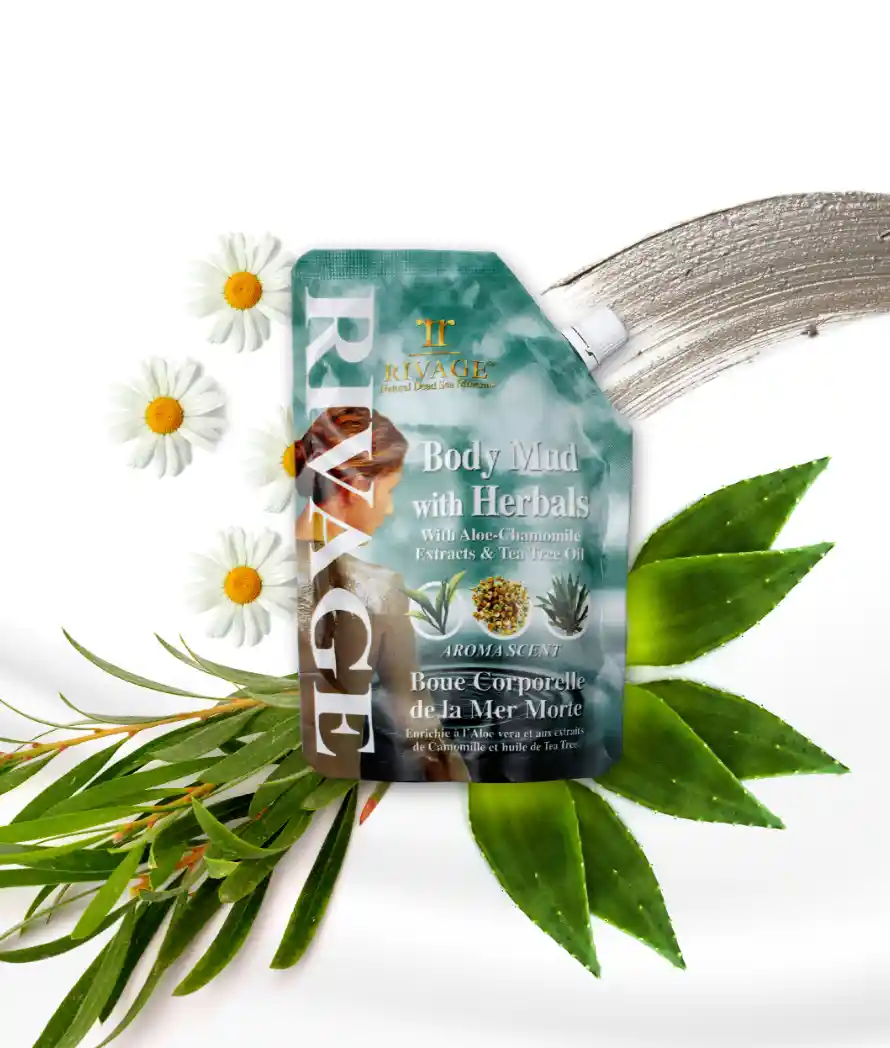 RIVAGE
RIVAGE
Natural Dead Sea Minerals
Body Mud
with Herbals
With Aloe-Chamomile
Extracts & Tea Tree Oil
AROMA SCENT
Boue Corporelle
de la Mer Morte
Enrichie à l'Aloe vera et aux extraits
de Camomille et huile de Tea Tree.